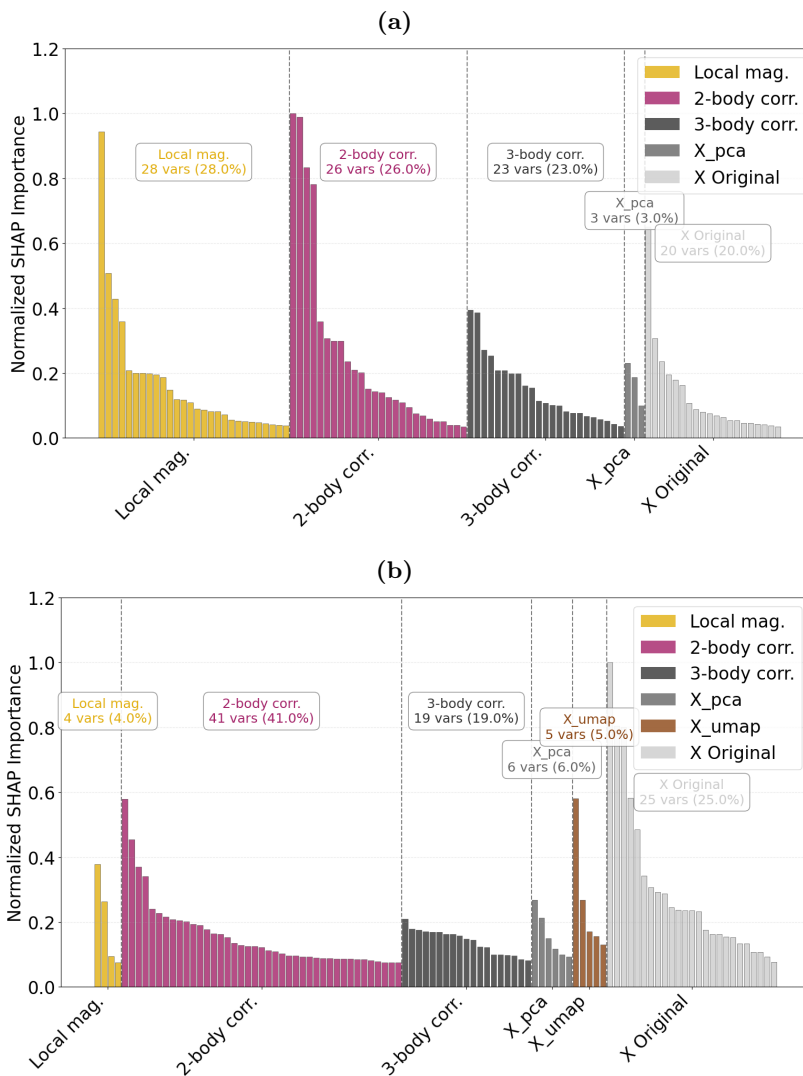 (a)
Normalized SHAP Importance
1.2
1.0
0.8
0.6
0.4
0.2
0.0
Local mag.
28 vars (28.0%)
2-body corr.
26 vars (26.0%)
3-body corr.
23 vars (23.0%)
X_pca
3 vars (3.0%)
X Original
20 vars (20.0%)
Local mag.
2-body corr.
3-body corr.
X_pca
X Original
Local mag.
2-body corr.
3-body corr.
X_pca
X Original
(b)
Normalized SHAP Importance
1.2
1.0
0.8
0.6
0.4
0.2
0.0
Local mag.
4 vars (4.0%)
2-body corr.
41 vars (41.0%)
3-body corr.
19 vars (19.0%)
X_pca
6 vars (6.0%)
X_umap
5 vars (5.0%)
X Original
25 vars (25.0%)
Local mag.
2-body corr.
3-body corr.
X_pca
X_umap
X Original
Local mag.
2-body corr.
3-body corr.
X_pca
X_umap
X Original